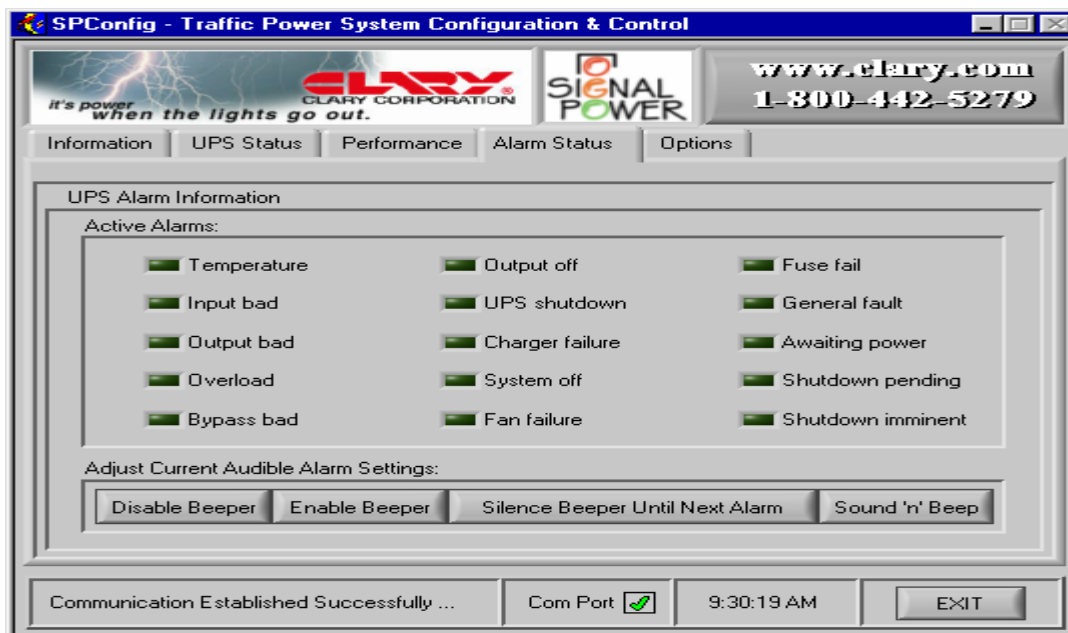 SPConfig - Traffic Power System Configuration & Control
it's power
when the lights go out.
CLARY ®
CLARY CORPORATION
SIGNAL
POWER
www.clary.com
1-800-442-5279
Information
UPS Status
Performance
Alarm Status
Options
UPS Alarm Information
Active Alarms:
Temperature
Output off
Fuse fail
Input bad
UPS shutdown
General fault
Output bad
Charger failure
Awaiting power
Overload
System off
Shutdown pending
Bypass bad
Fan failure
Shutdown imminent
Adjust Current Audible Alarm Settings:
Disable Beeper
Enable Beeper
Silence Beeper Until Next Alarm
Sound 'n' Beep
Communication Established Successfully ...
Com Port
9:30:19 AM
EXIT